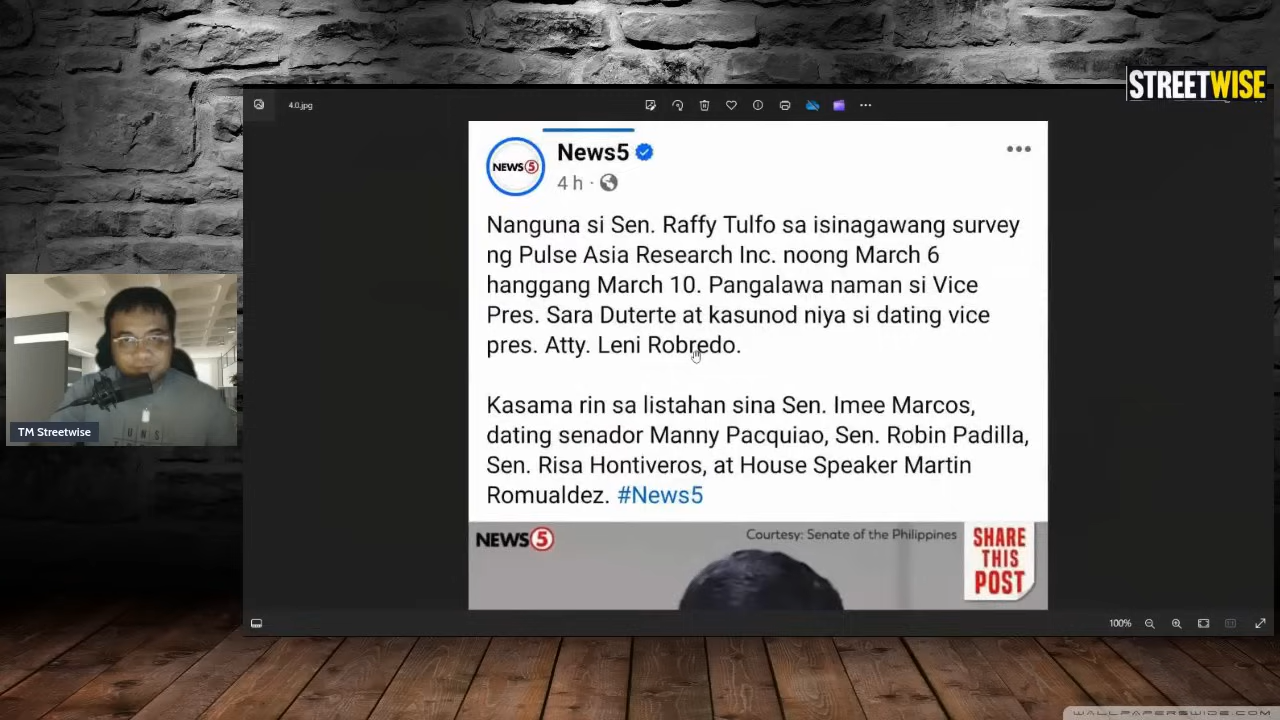 STREETWISE
4.0.jpg
NEWS5
News5
4 h ·
Nanguna si Sen. Raffy Tulfo sa isinagawang survey
ng Pulse Asia Research Inc. noong March 6
hanggang March 10. Pangalawa naman si Vice
Pres. Sara Duterte at kasunod niya si dating vice
pres. Atty. Leni Robredo.
Kasama rin sa listahan sina Sen. Imee Marcos,
dating senador Manny Pacquiao, Sen. Robin Padilla,
Sen. Risa Hontiveros, at House Speaker Martin
Romualdez. #News5
NEWS5
Courtesy: Senate of the Philippines
SHARE
THIS
POST
TM Streetwise
100%
WALLPAPERSWIDE.COM